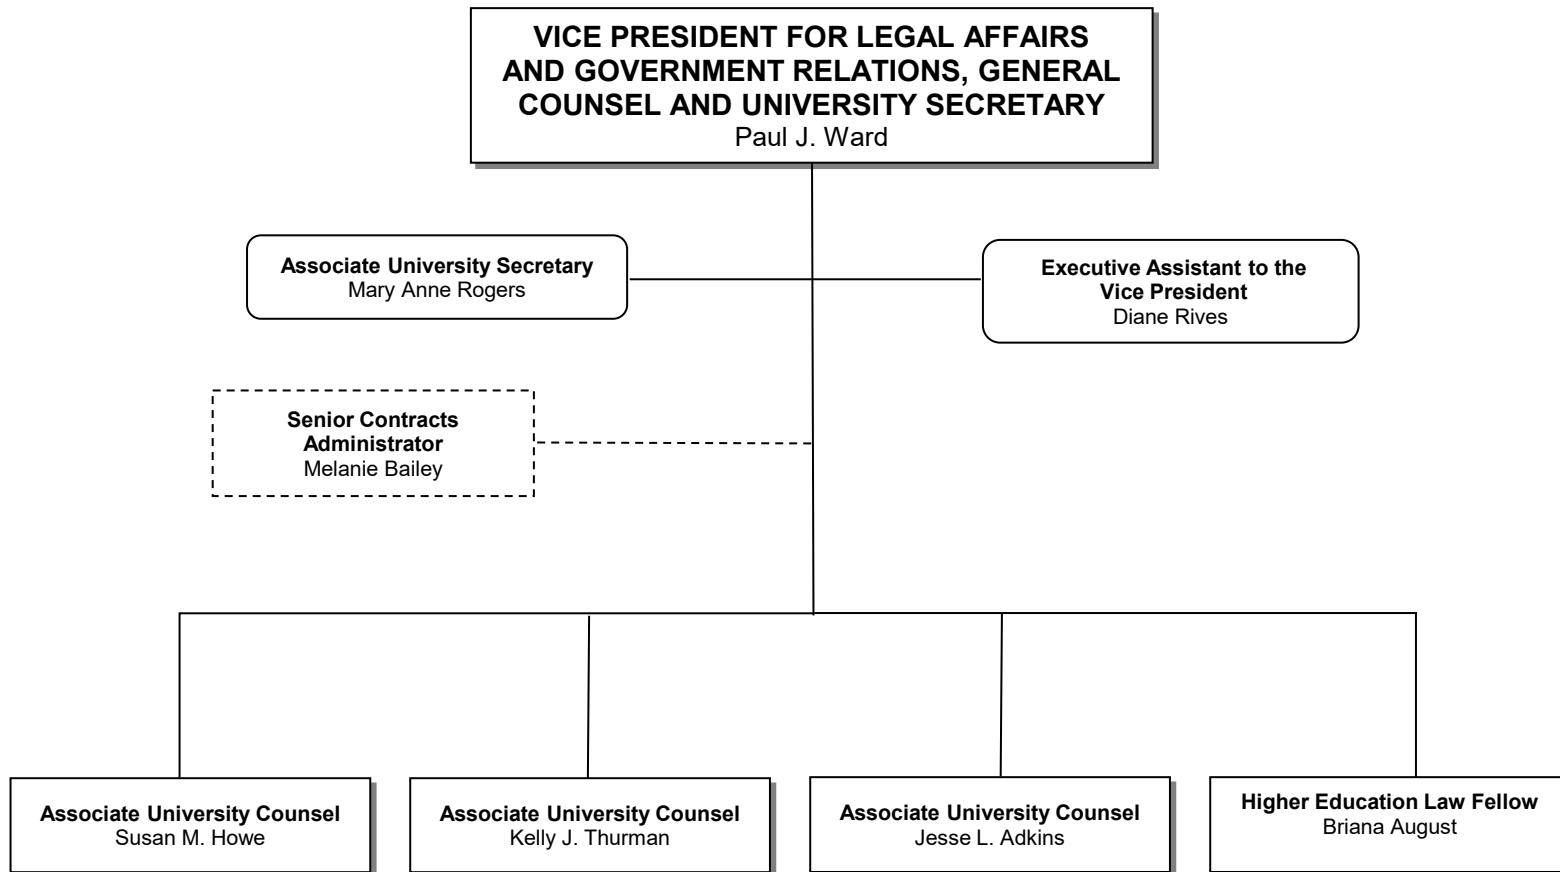 VICE PRESIDENT FOR LEGAL AFFAIRS
AND GOVERNMENT RELATIONS, GENERAL
COUNSEL AND UNIVERSITY SECRETARY
Paul J. Ward
Associate University Secretary
Mary Anne Rogers
Executive Assistant to the
Vice President
Diane Rives
Senior Contracts
Administrator
Melanie Bailey
Associate University Counsel
Susan M. Howe
Associate University Counsel
Kelly J. Thurman
Associate University Counsel
Jesse L. Adkins
Higher Education Law Fellow
Briana August